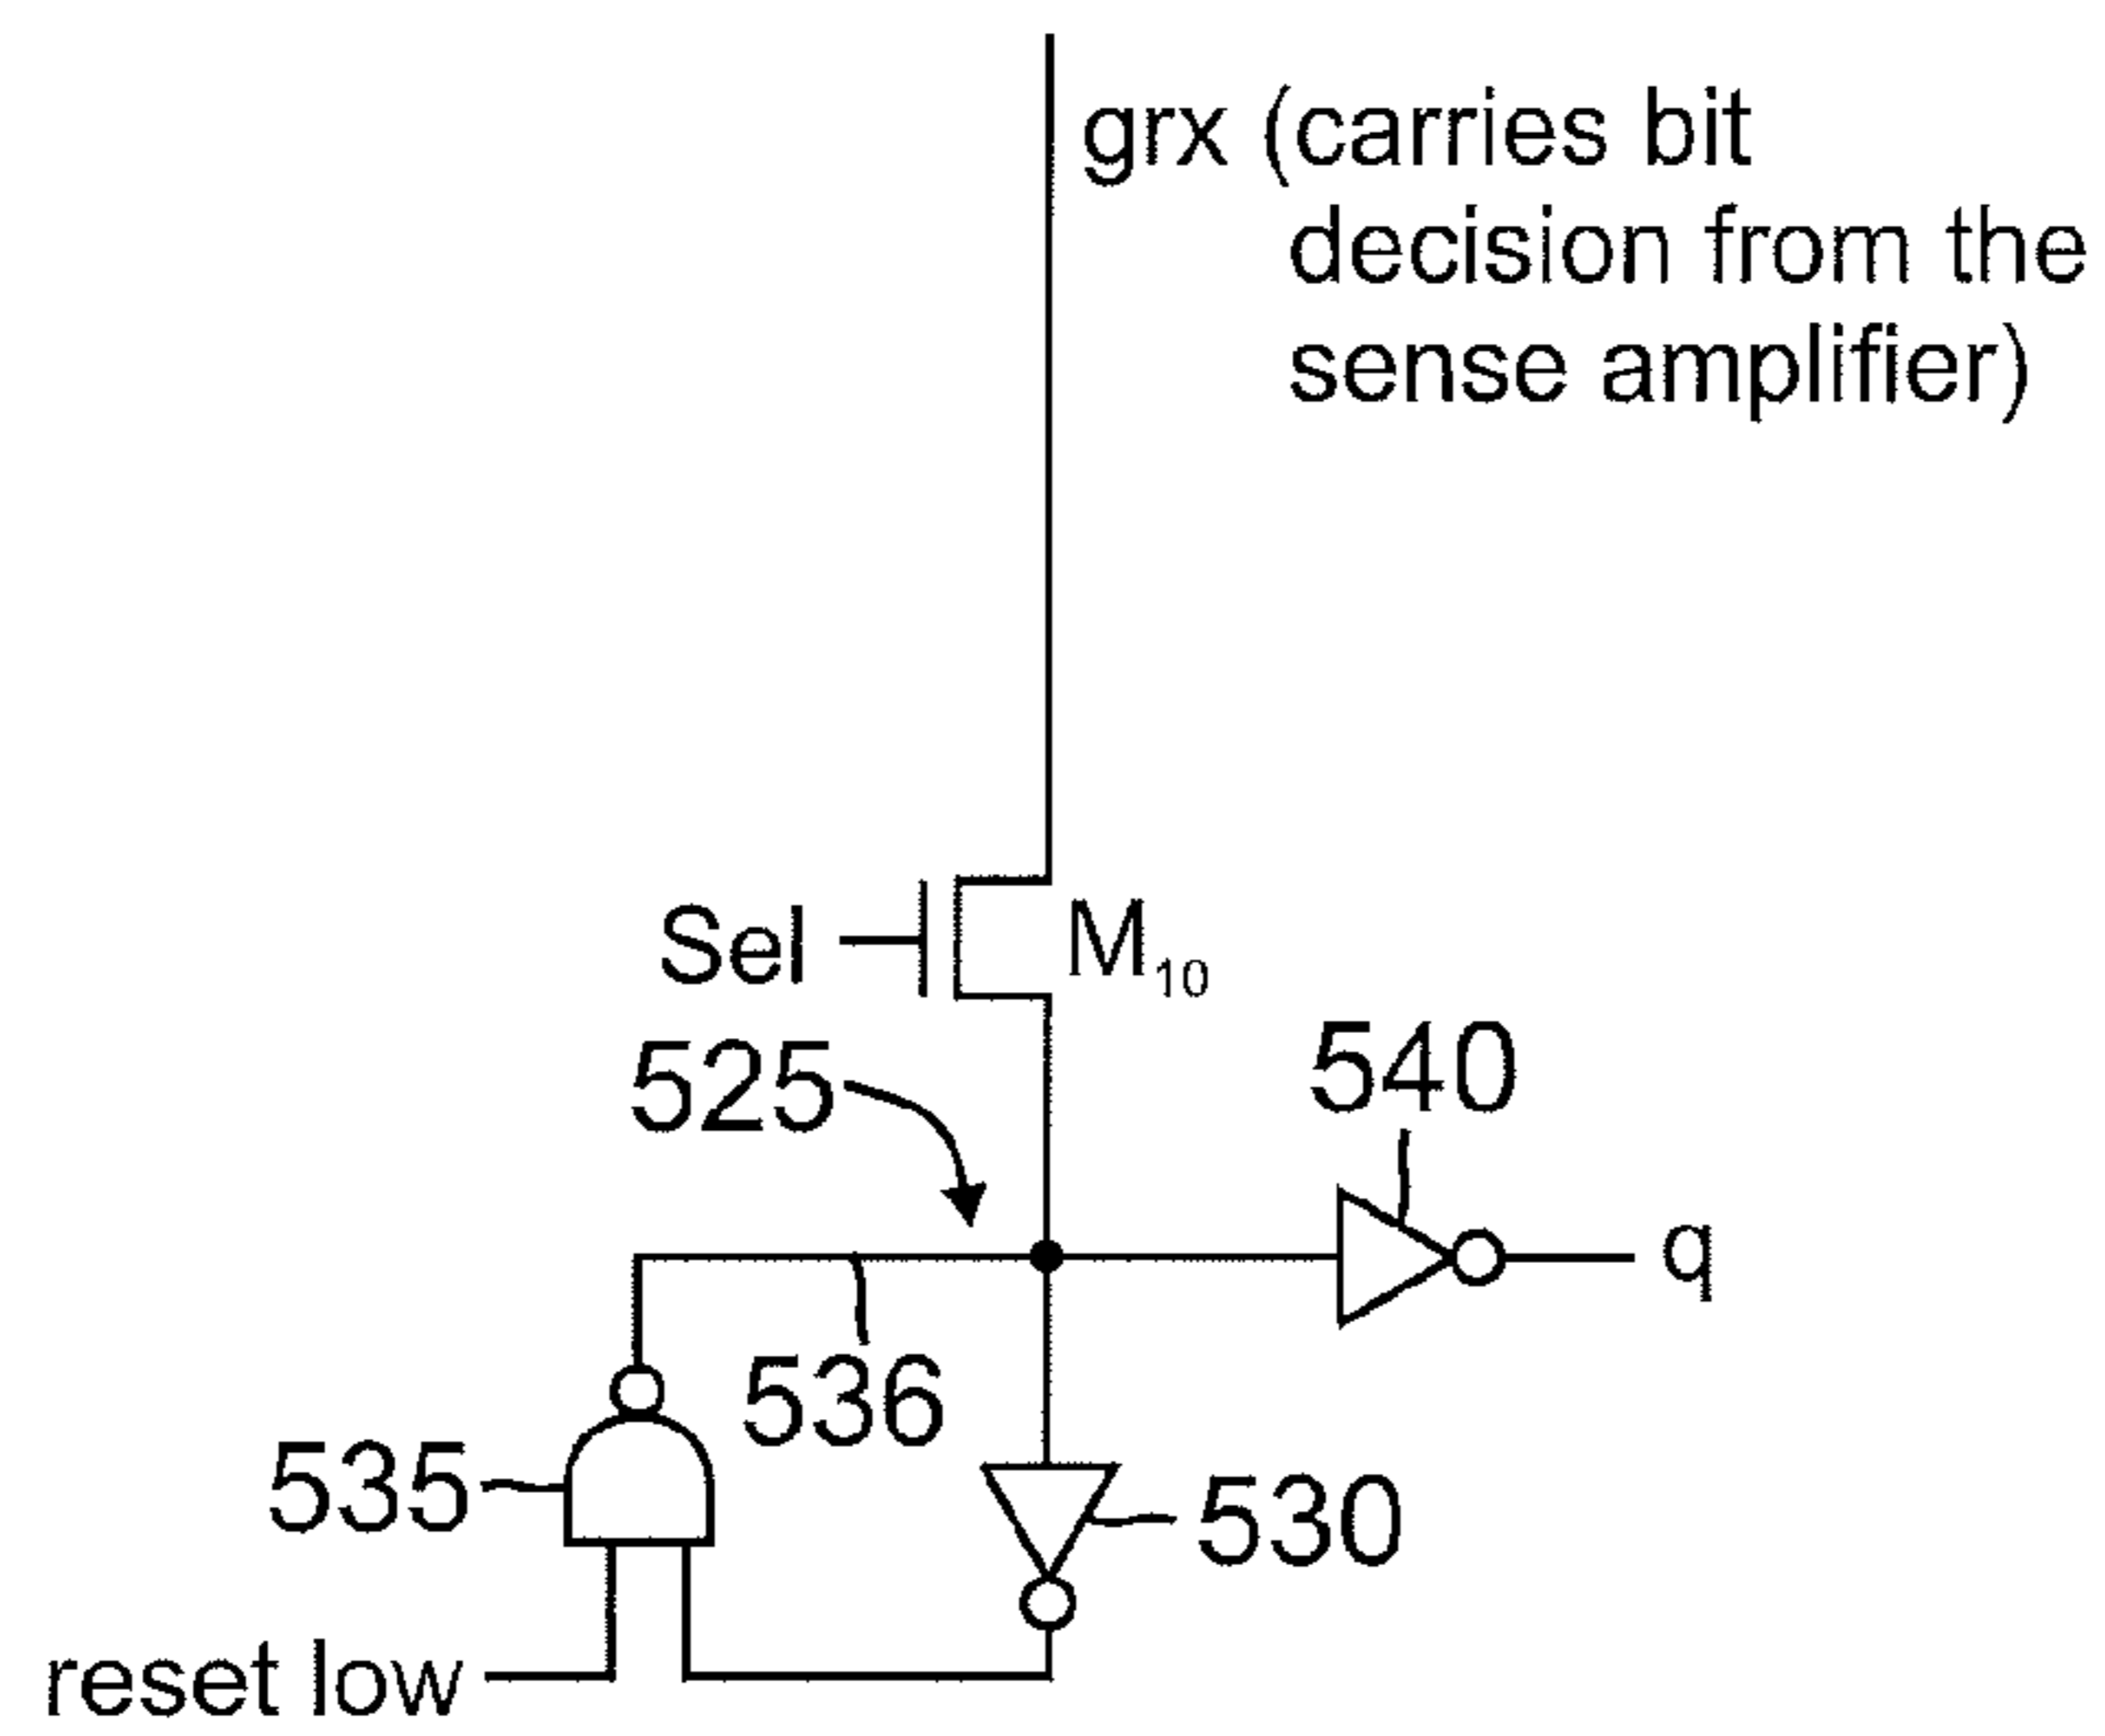 grx (carries bit
decision from the
sense amplifier)
Sel
M10
525
540
q
536
535
530
reset low